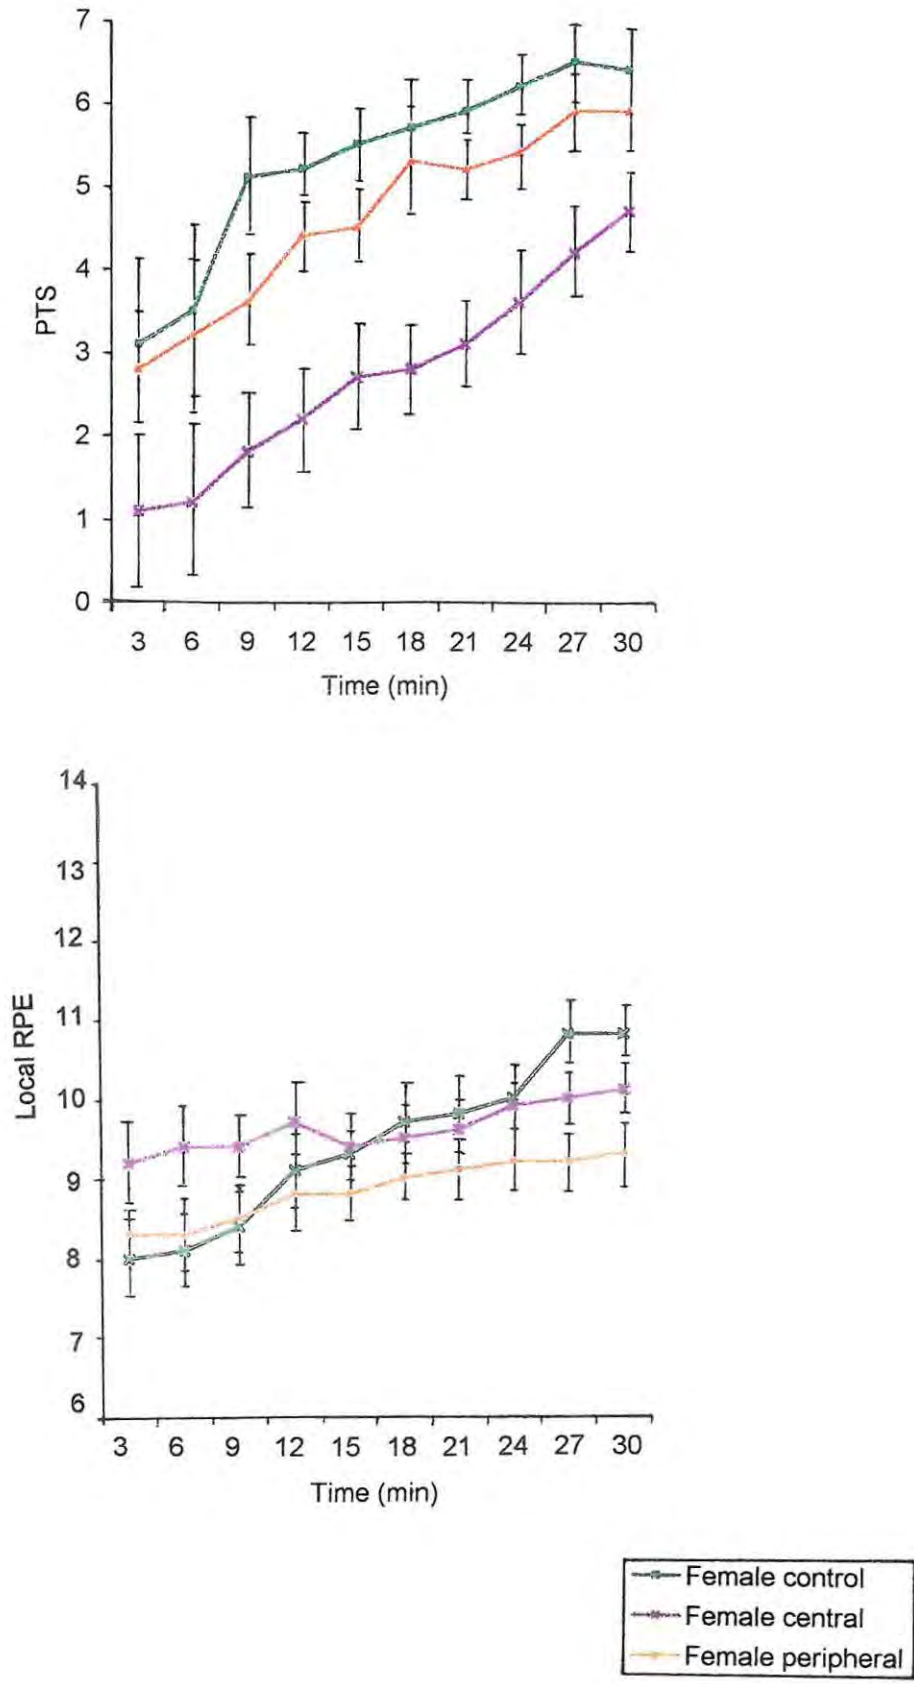 7
6
5
4
3
2
1
0
PTS
3 6 9 12 15 18 21 24 27 30
Time (min)
14
13
12
11
10
9
8
7
6
Local RPE
3 6 9 12 15 18 21 24 27 30
Time (min)
Female control
Female central
Female peripheral